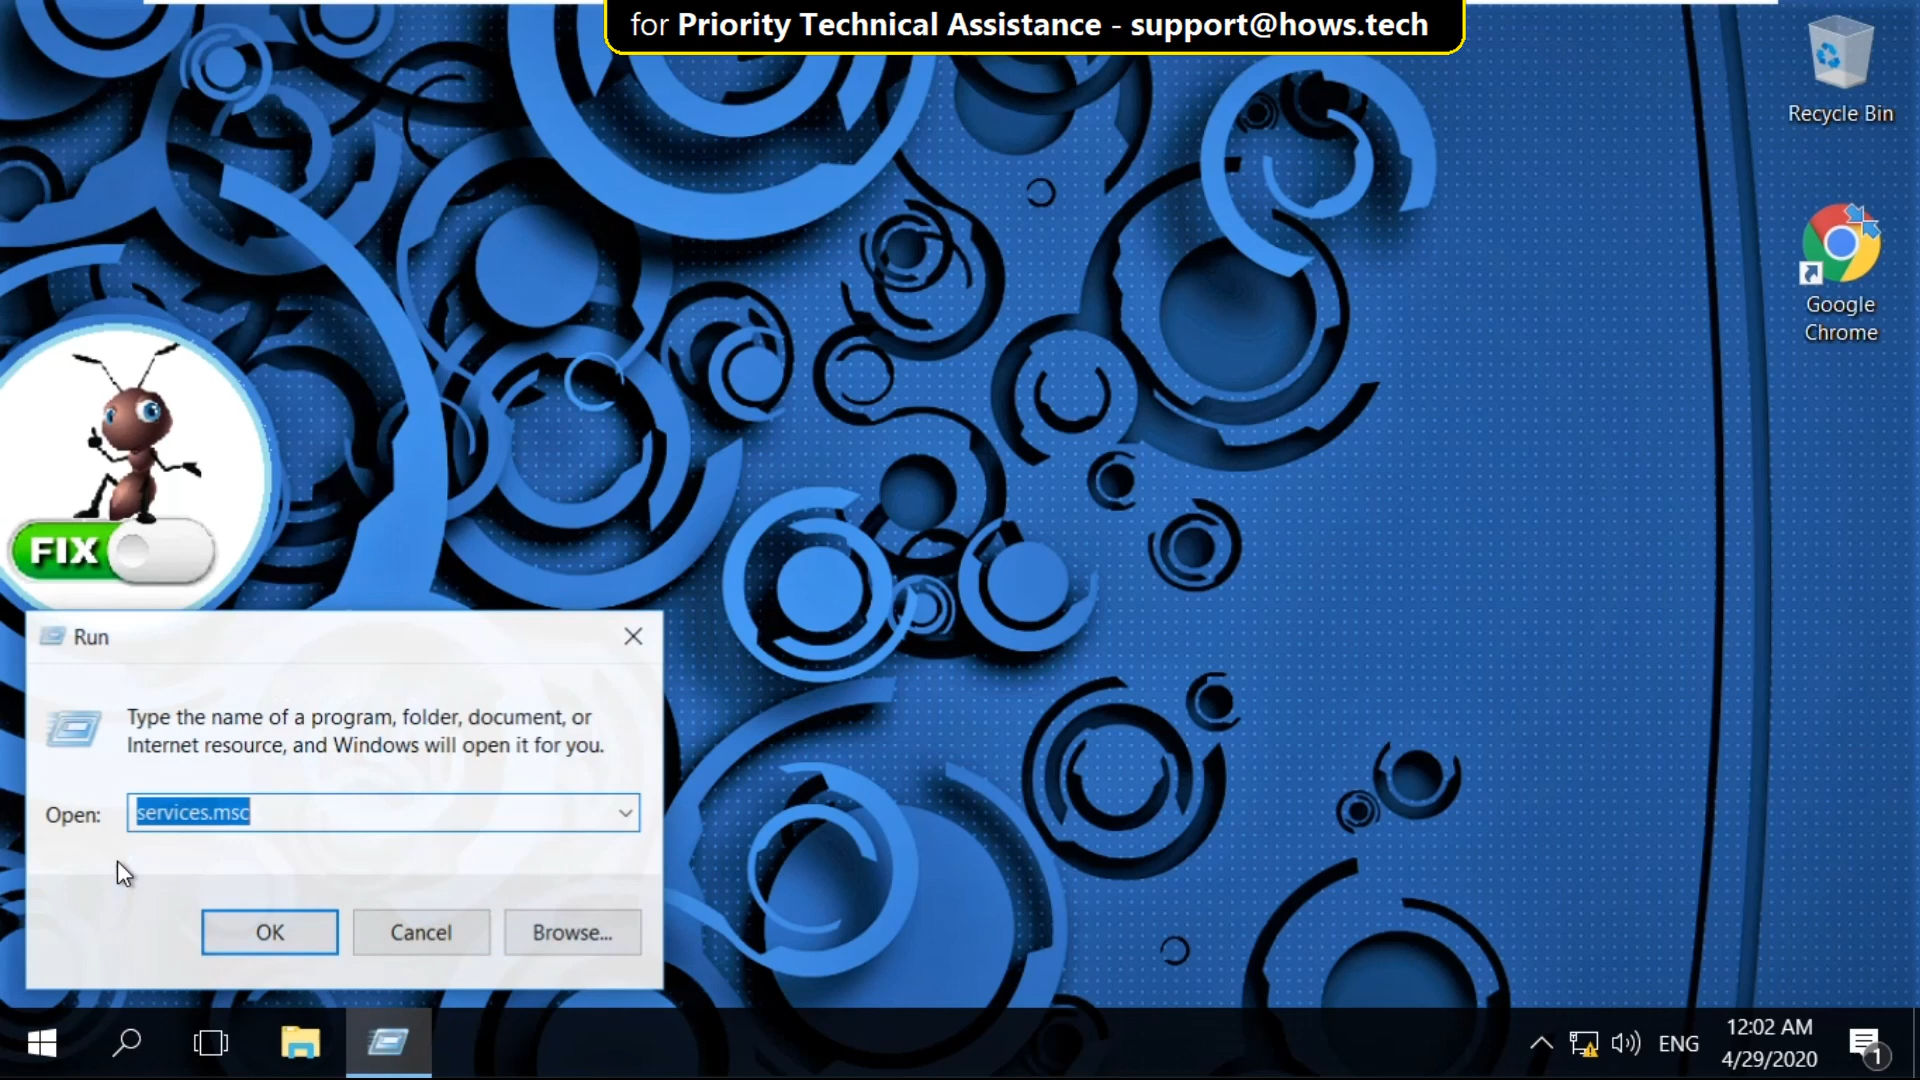 for Priority Technical Assistance - support@hows.tech
Recycle Bin
Google
Chrome
FIX
Run
Type the name of a program, folder, document, or
Internet resource, and Windows will open it for you.
Open: services.msc
OK Cancel Browse...
ENG
12:02 AM
4/29/2020
1